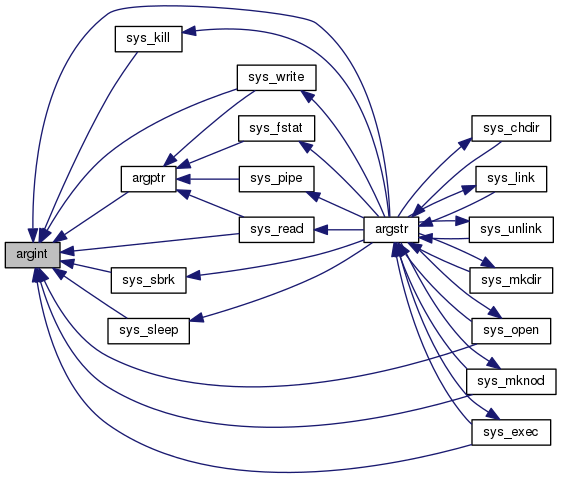 sys_kill
sys_write
sys_fstat
sys_chdir
argptr
sys_pipe
sys_link
sys_read
argstr
sys_unlink
argint
sys_sbrk
sys_mkdir
sys_sleep
sys_open
sys_mknod
sys_exec